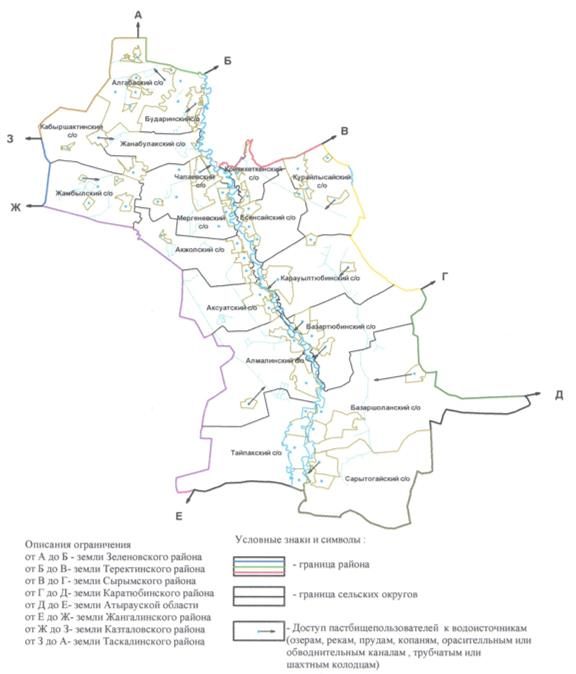 А
Б
Алгабаский с/о
Бударинский с/о
Кабыршактинский
с/о
З
В
Жанабулакский с/о
Чапаевский
с/о
с/о
Курайлысайский
с/о
Жамбылский с/о
Ж
Мергеневский
с/о
Есенсайский с/о
Акжолский с/о
Карауылтюбинский
с/о
Г
Аксуатский с/о
Базартюбинский
с/о
Алмалинский с/о
Д
Базаршоланский с/о
Тайпакский с/о
Сарытогайский с/о
Е
Описания ограничения
от А до Б - земли Зеленовского района
от Б до В- земли Теректинского района
от В до Г- земли Сырымского района
от Г до Д- земли Каратюбинского района
от Д до Е- земли Атырауской области
от Е до Ж- земли Жангалинского района
от Ж до З- земли Казталовского района
от З до А- земли Таскалинского района
Условные знаки и символы :
- граница района
- граница сельских округов
- Доступ пастбищепользователей к водоисточникам
(озерам, рекам, прудам, копаням, орасителльным или
обводнительным каналам , трубчатым или
шахтным колодцам)